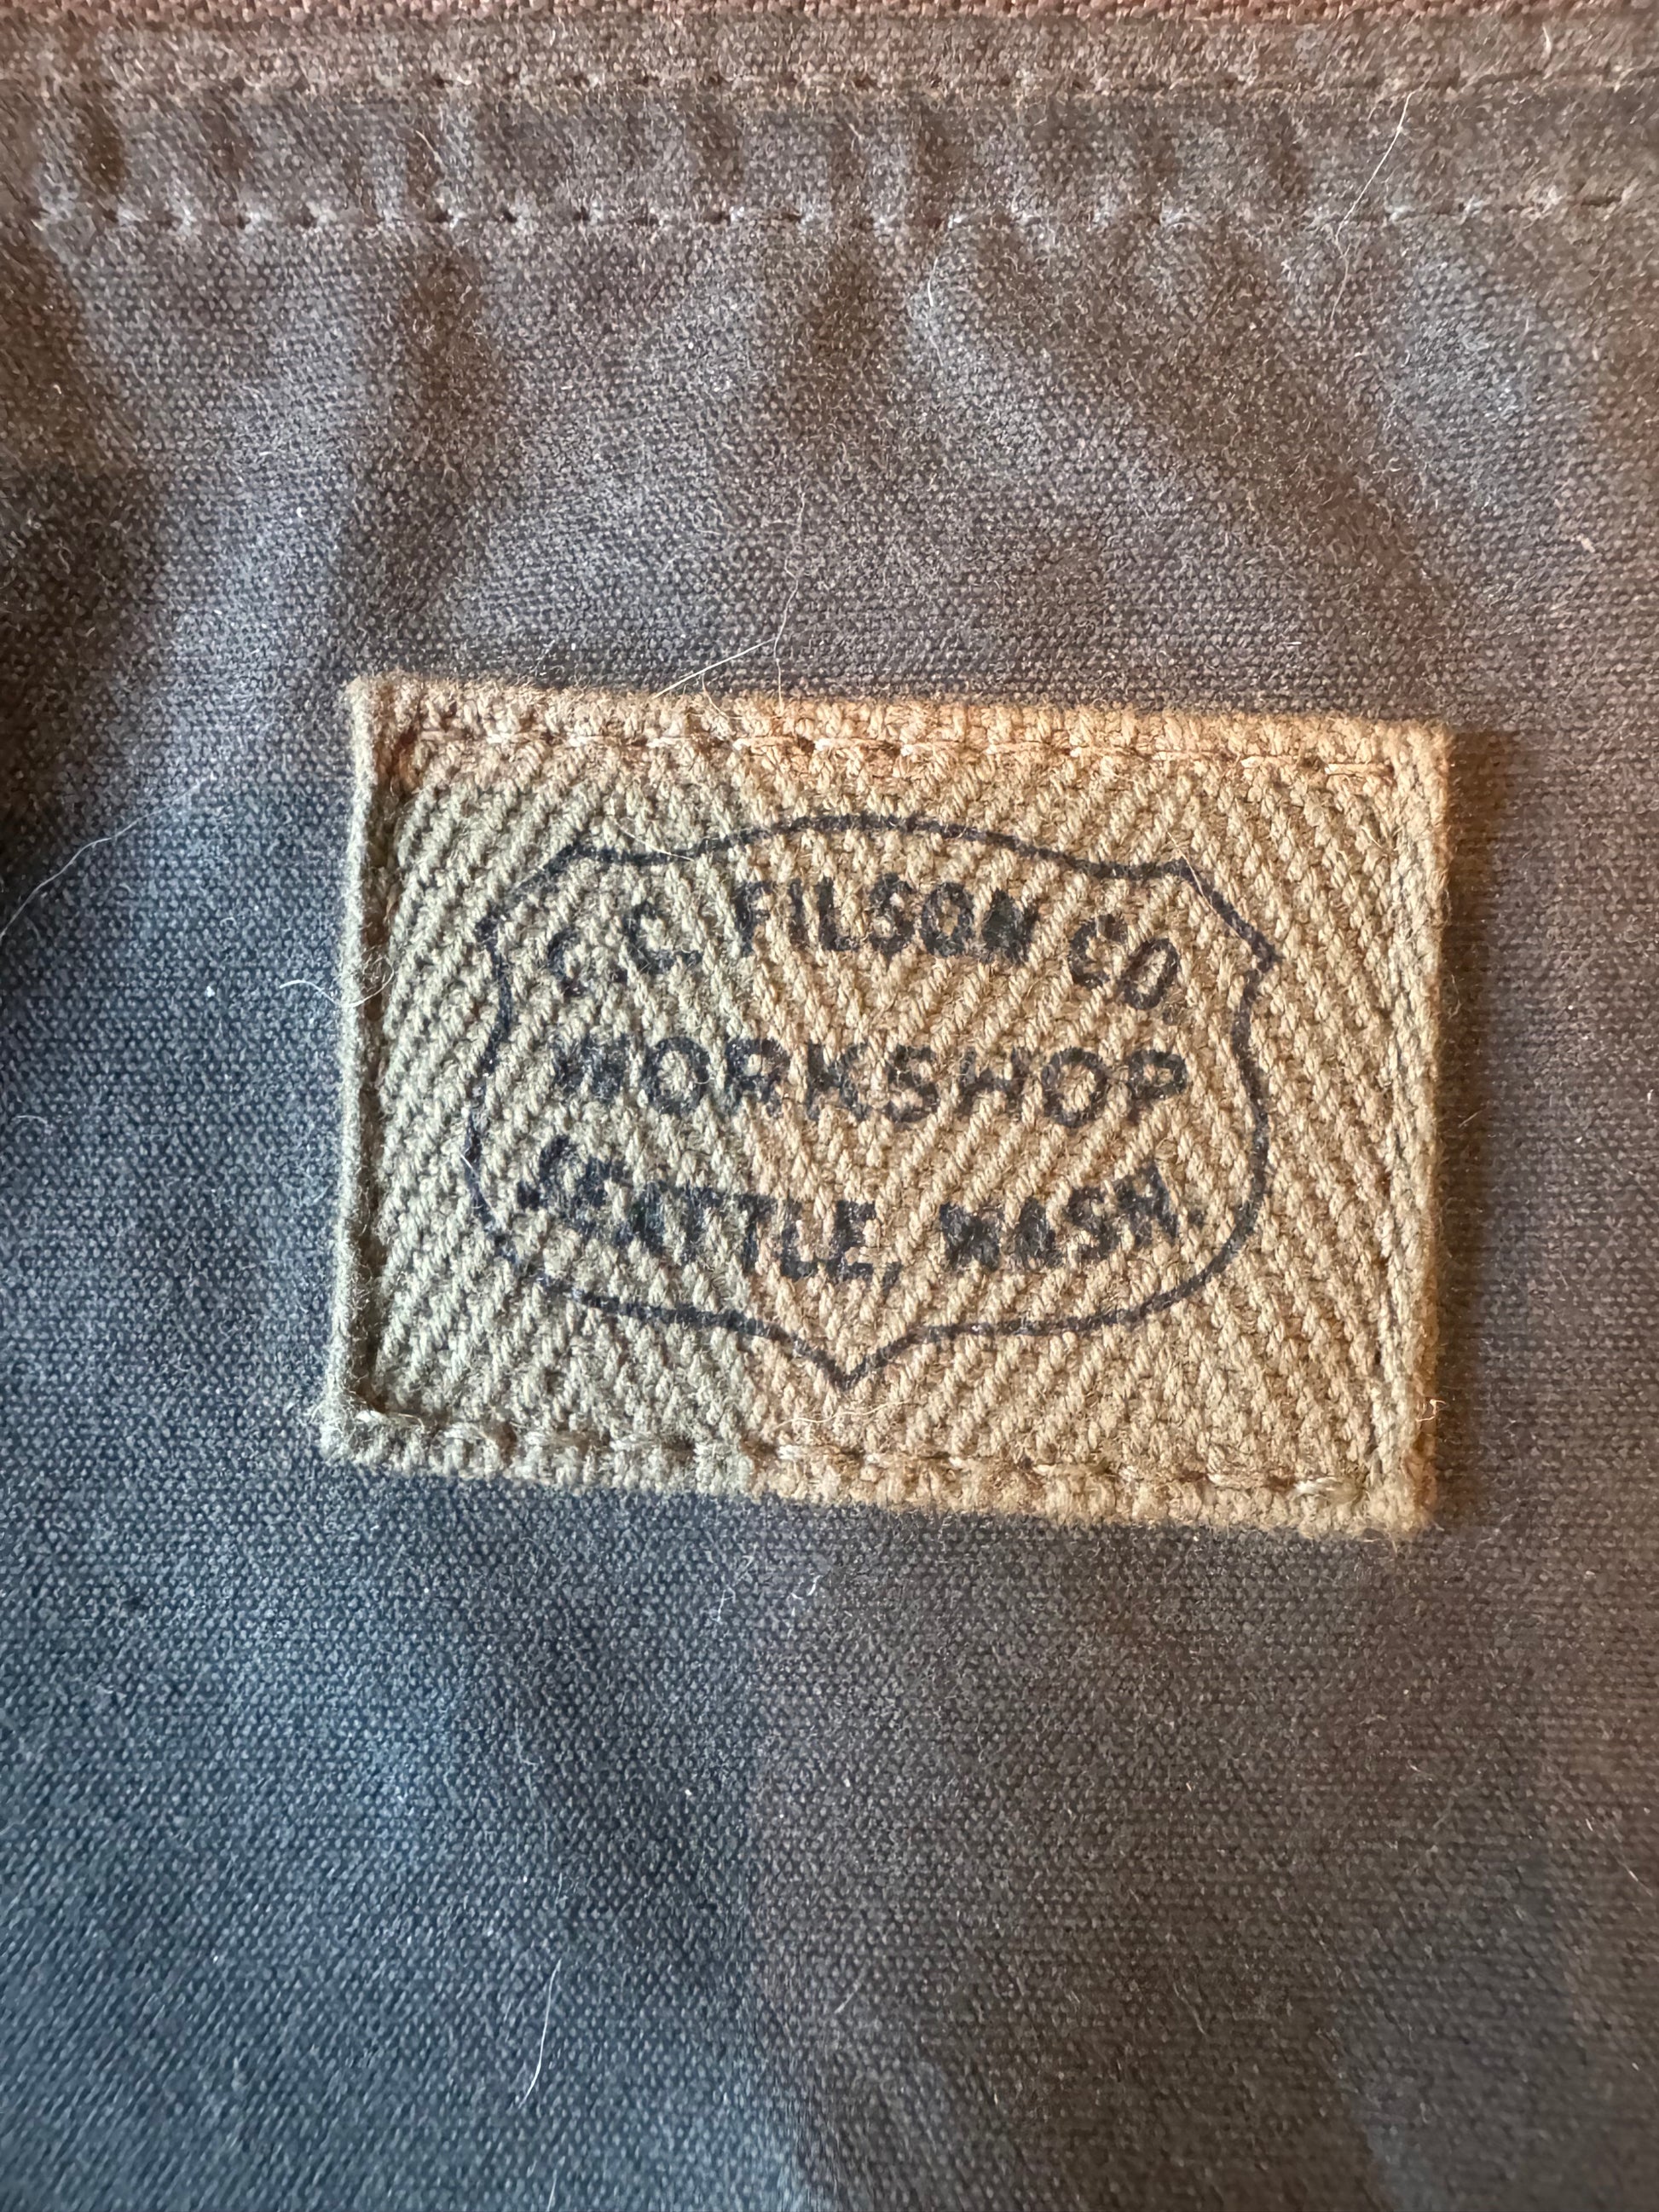 C.C. FILSON CO.
WORKSHOP
SEATTLE, WASH.